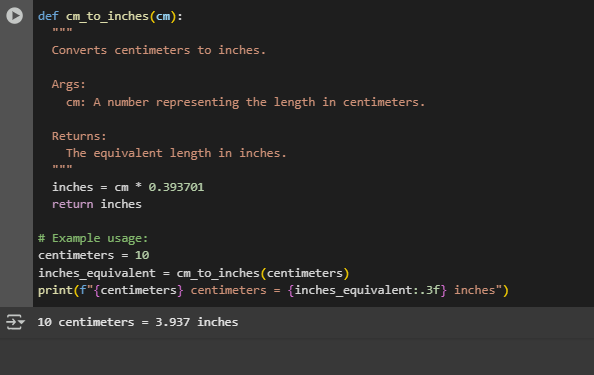 def cm_to_inches(cm):
  """
  Converts centimeters to inches.

  Args:
    cm: A number representing the length in centimeters.

  Returns:
    The equivalent length in inches.
  """
  inches = cm * 0.393701
  return inches

# Example usage:
centimeters = 10
inches_equivalent = cm_to_inches(centimeters)
print(f"{centimeters} centimeters = {inches_equivalent:.3f} inches")
10 centimeters = 3.937 inches